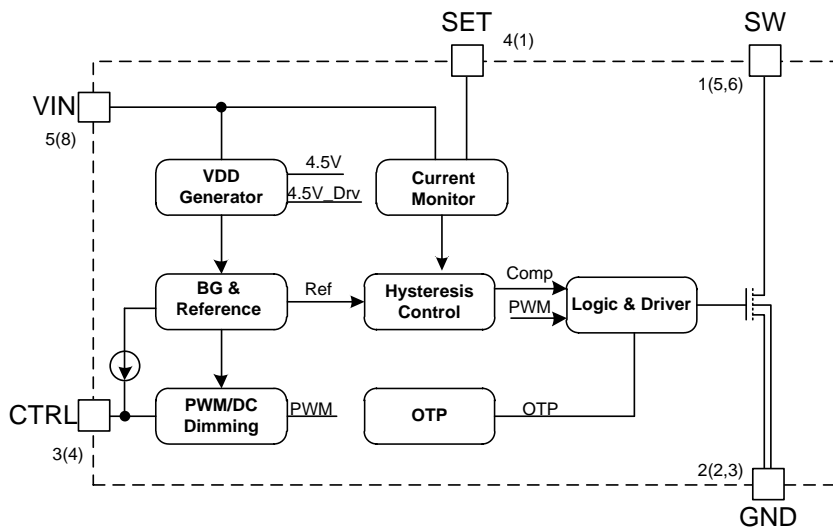 SET
4(1)
SW
1(5,6)
VIN
5(8)
VDD
Generator
4.5V
4.5V_Drv
Current
Monitor
BG &
Reference
Ref
Hysteresis
Control
Comp
PWM
Logic & Driver
CTRL
3(4)
PWM/DC
Dimming
PWM
OTP
OTP
2(2,3)
GND